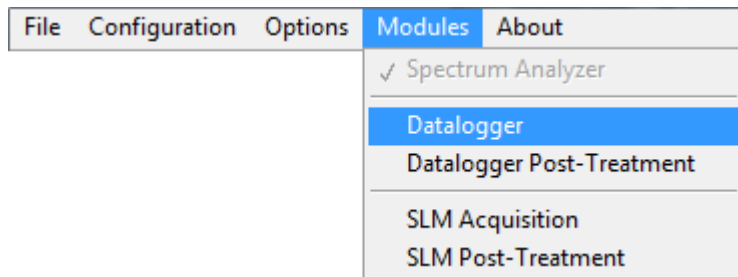 File Configuration Options Modules About
✓ Spectrum Analyzer
Datalogger
Datalogger Post-Treatment
SLM Acquisition
SLM Post-Treatment